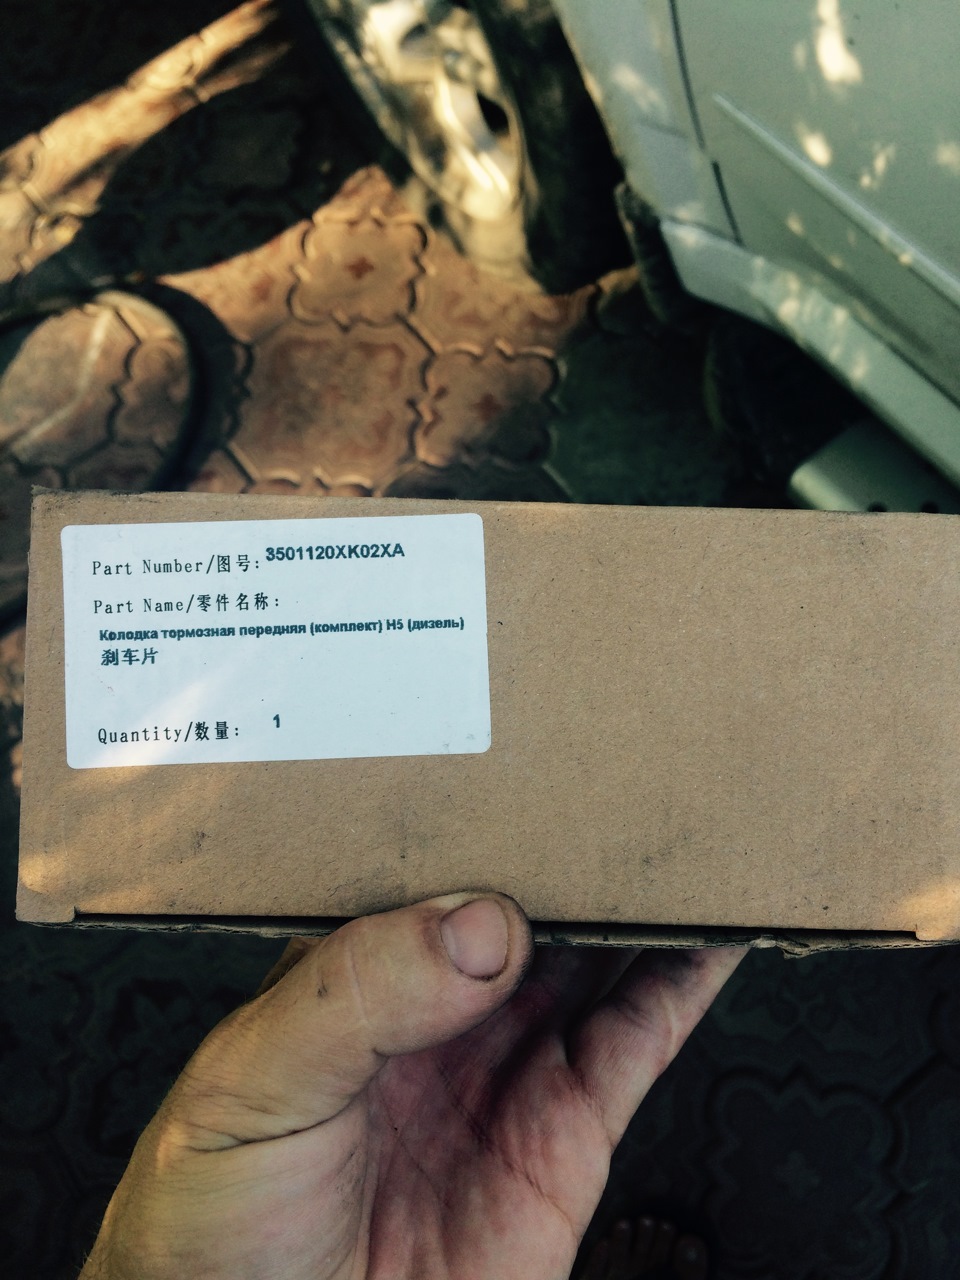 Part Number/图号: 3501120XK02XA
Part Name/零件名称:
Колодка тормозная передняя (комплект) H5 (дизель)
刹车片
Quantity/数量: 1